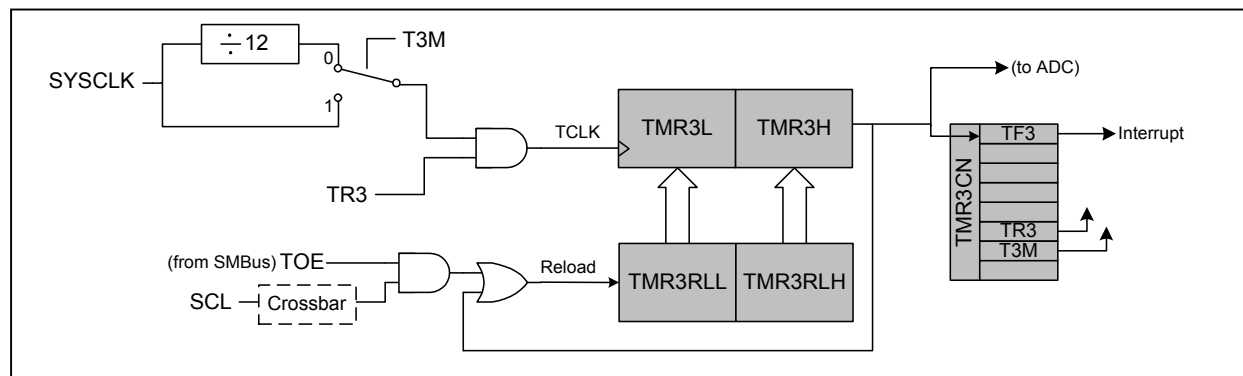 ÷ 12
T3M
0
(to ADC)
SYSCLK
1
TMR3L
TMR3H
TCLK
TF3
Interrupt
TR3
TMR3CN
TR3
T3M
(from SMBus) TOE
Reload
TMR3RLL
TMR3RLH
SCL
Crossbar